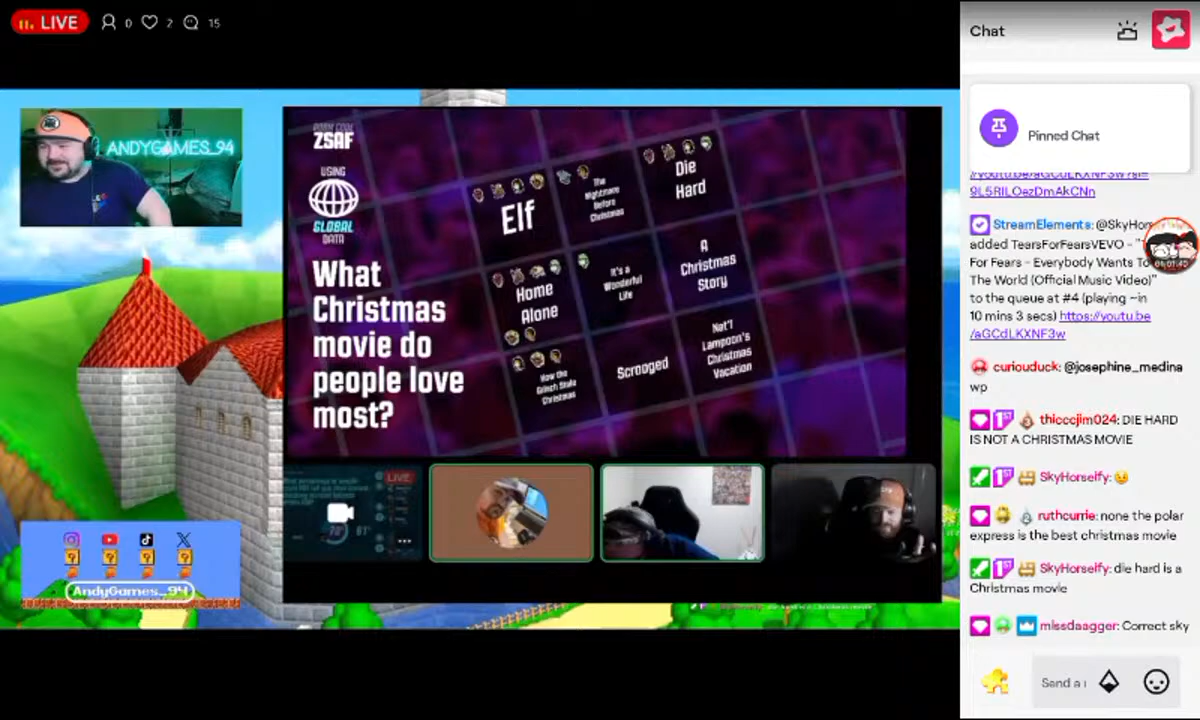 LIVE
0
2
15
ANDYGAMES_94
ROOM CODE
ZSAF
USING
GLOBAL
DATA
What
Christmas
movie do
people love
most?
Elf
The
Nightmare
Before
Christmas
Die
Hard
Home
Alone
It's a
Wonderful
Life
A
Christmas
Story
How the
Grinch Stole
Christmas
Scrooged
Nat'l
Lampoon's
Christmas
Vacation
LIVE
AndyGames_94
Chat
Pinned Chat
9L5RILOezDmAkCNn
StreamElements: @SkyHor
added TearsForFearsVEVO - "
For Fears - Everybody Wants To
The World (Official Music Video)"
to the queue at #4 (playing ~in
10 mins 3 secs) https://youtu.be
/aGCdLKXNF3w
curiouduck: @josephine_medina
wp
thicccjim024: DIE HARD
IS NOT A CHRISTMAS MOVIE
SkyHorseify:
ruthcurrie: none the polar
express is the best christmas movie
SkyHorseify: die hard is a
Christmas movie
missdaagger: Correct sky
Send a